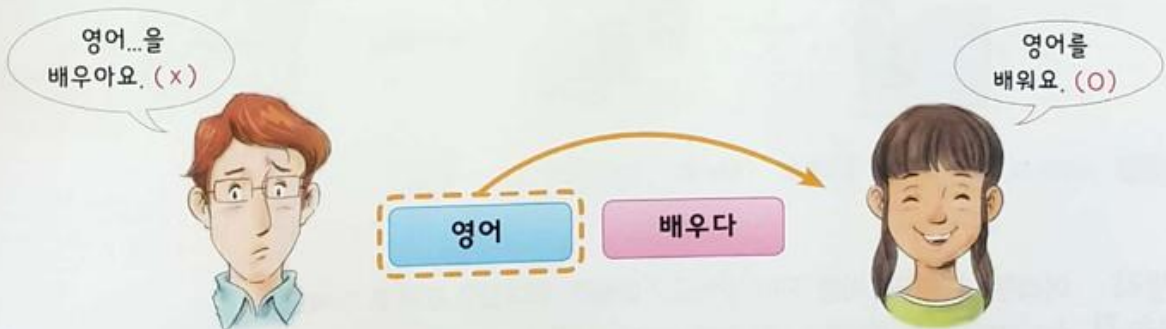 영어...을
배우아요. (×)
영어를
배워요. (○)
영어
배우다